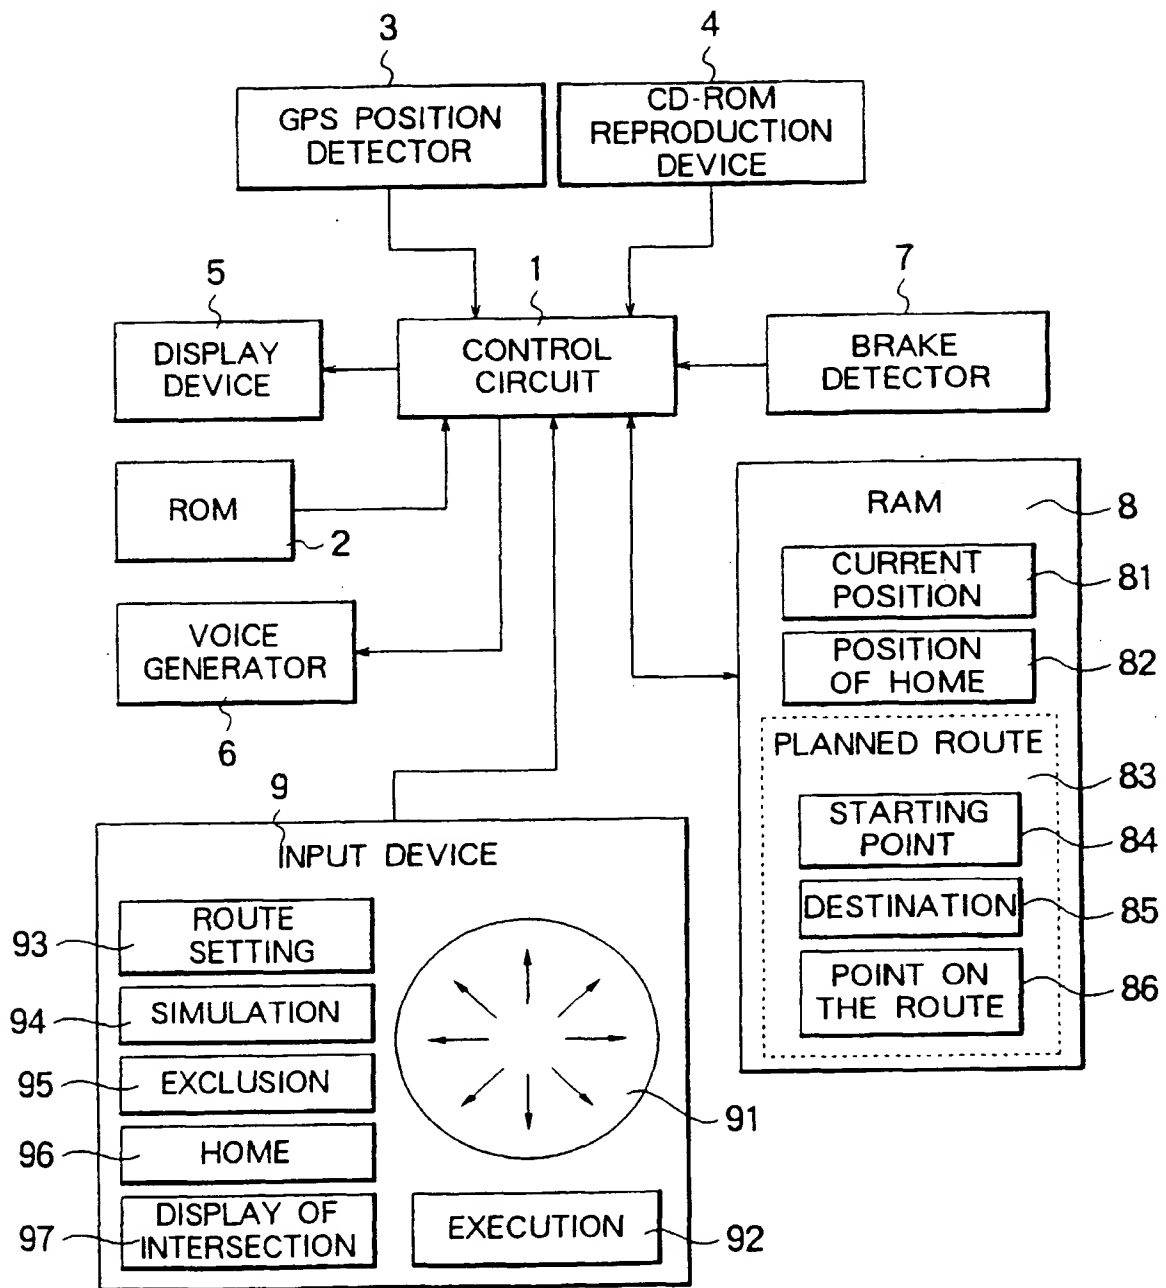 3
4
GPS POSITION
DETECTOR
CD-ROM
REPRODUCTION
DEVICE
5
1
7
DISPLAY
DEVICE
CONTROL
CIRCUIT
BRAKE
DETECTOR
ROM
2
RAM
8
CURRENT
POSITION
81
VOICE
GENERATOR
6
POSITION
OF HOME
82
PLANNED ROUTE
83
STARTING
POINT
84
DESTINATION
85
POINT ON
THE ROUTE
86
9
INPUT DEVICE
93
ROUTE
SETTING
94
SIMULATION
95
EXCLUSION
91
96
HOME
97
DISPLAY OF
INTERSECTION
EXECUTION
92